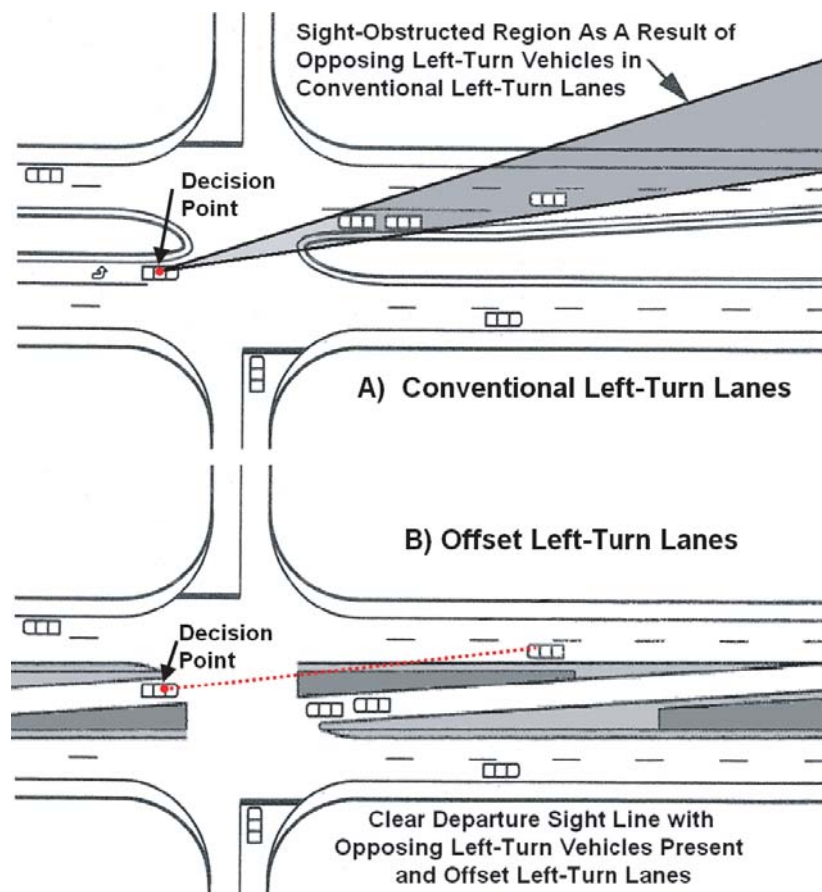 Sight-Obstructed Region As A Result of
Opposing Left-Turn Vehicles in
Conventional Left-Turn Lanes
Decision
Point
A) Conventional Left-Turn Lanes
B) Offset Left-Turn Lanes
Decision
Point
Clear Departure Sight Line with
Opposing Left-Turn Vehicles Present
and Offset Left-Turn Lanes